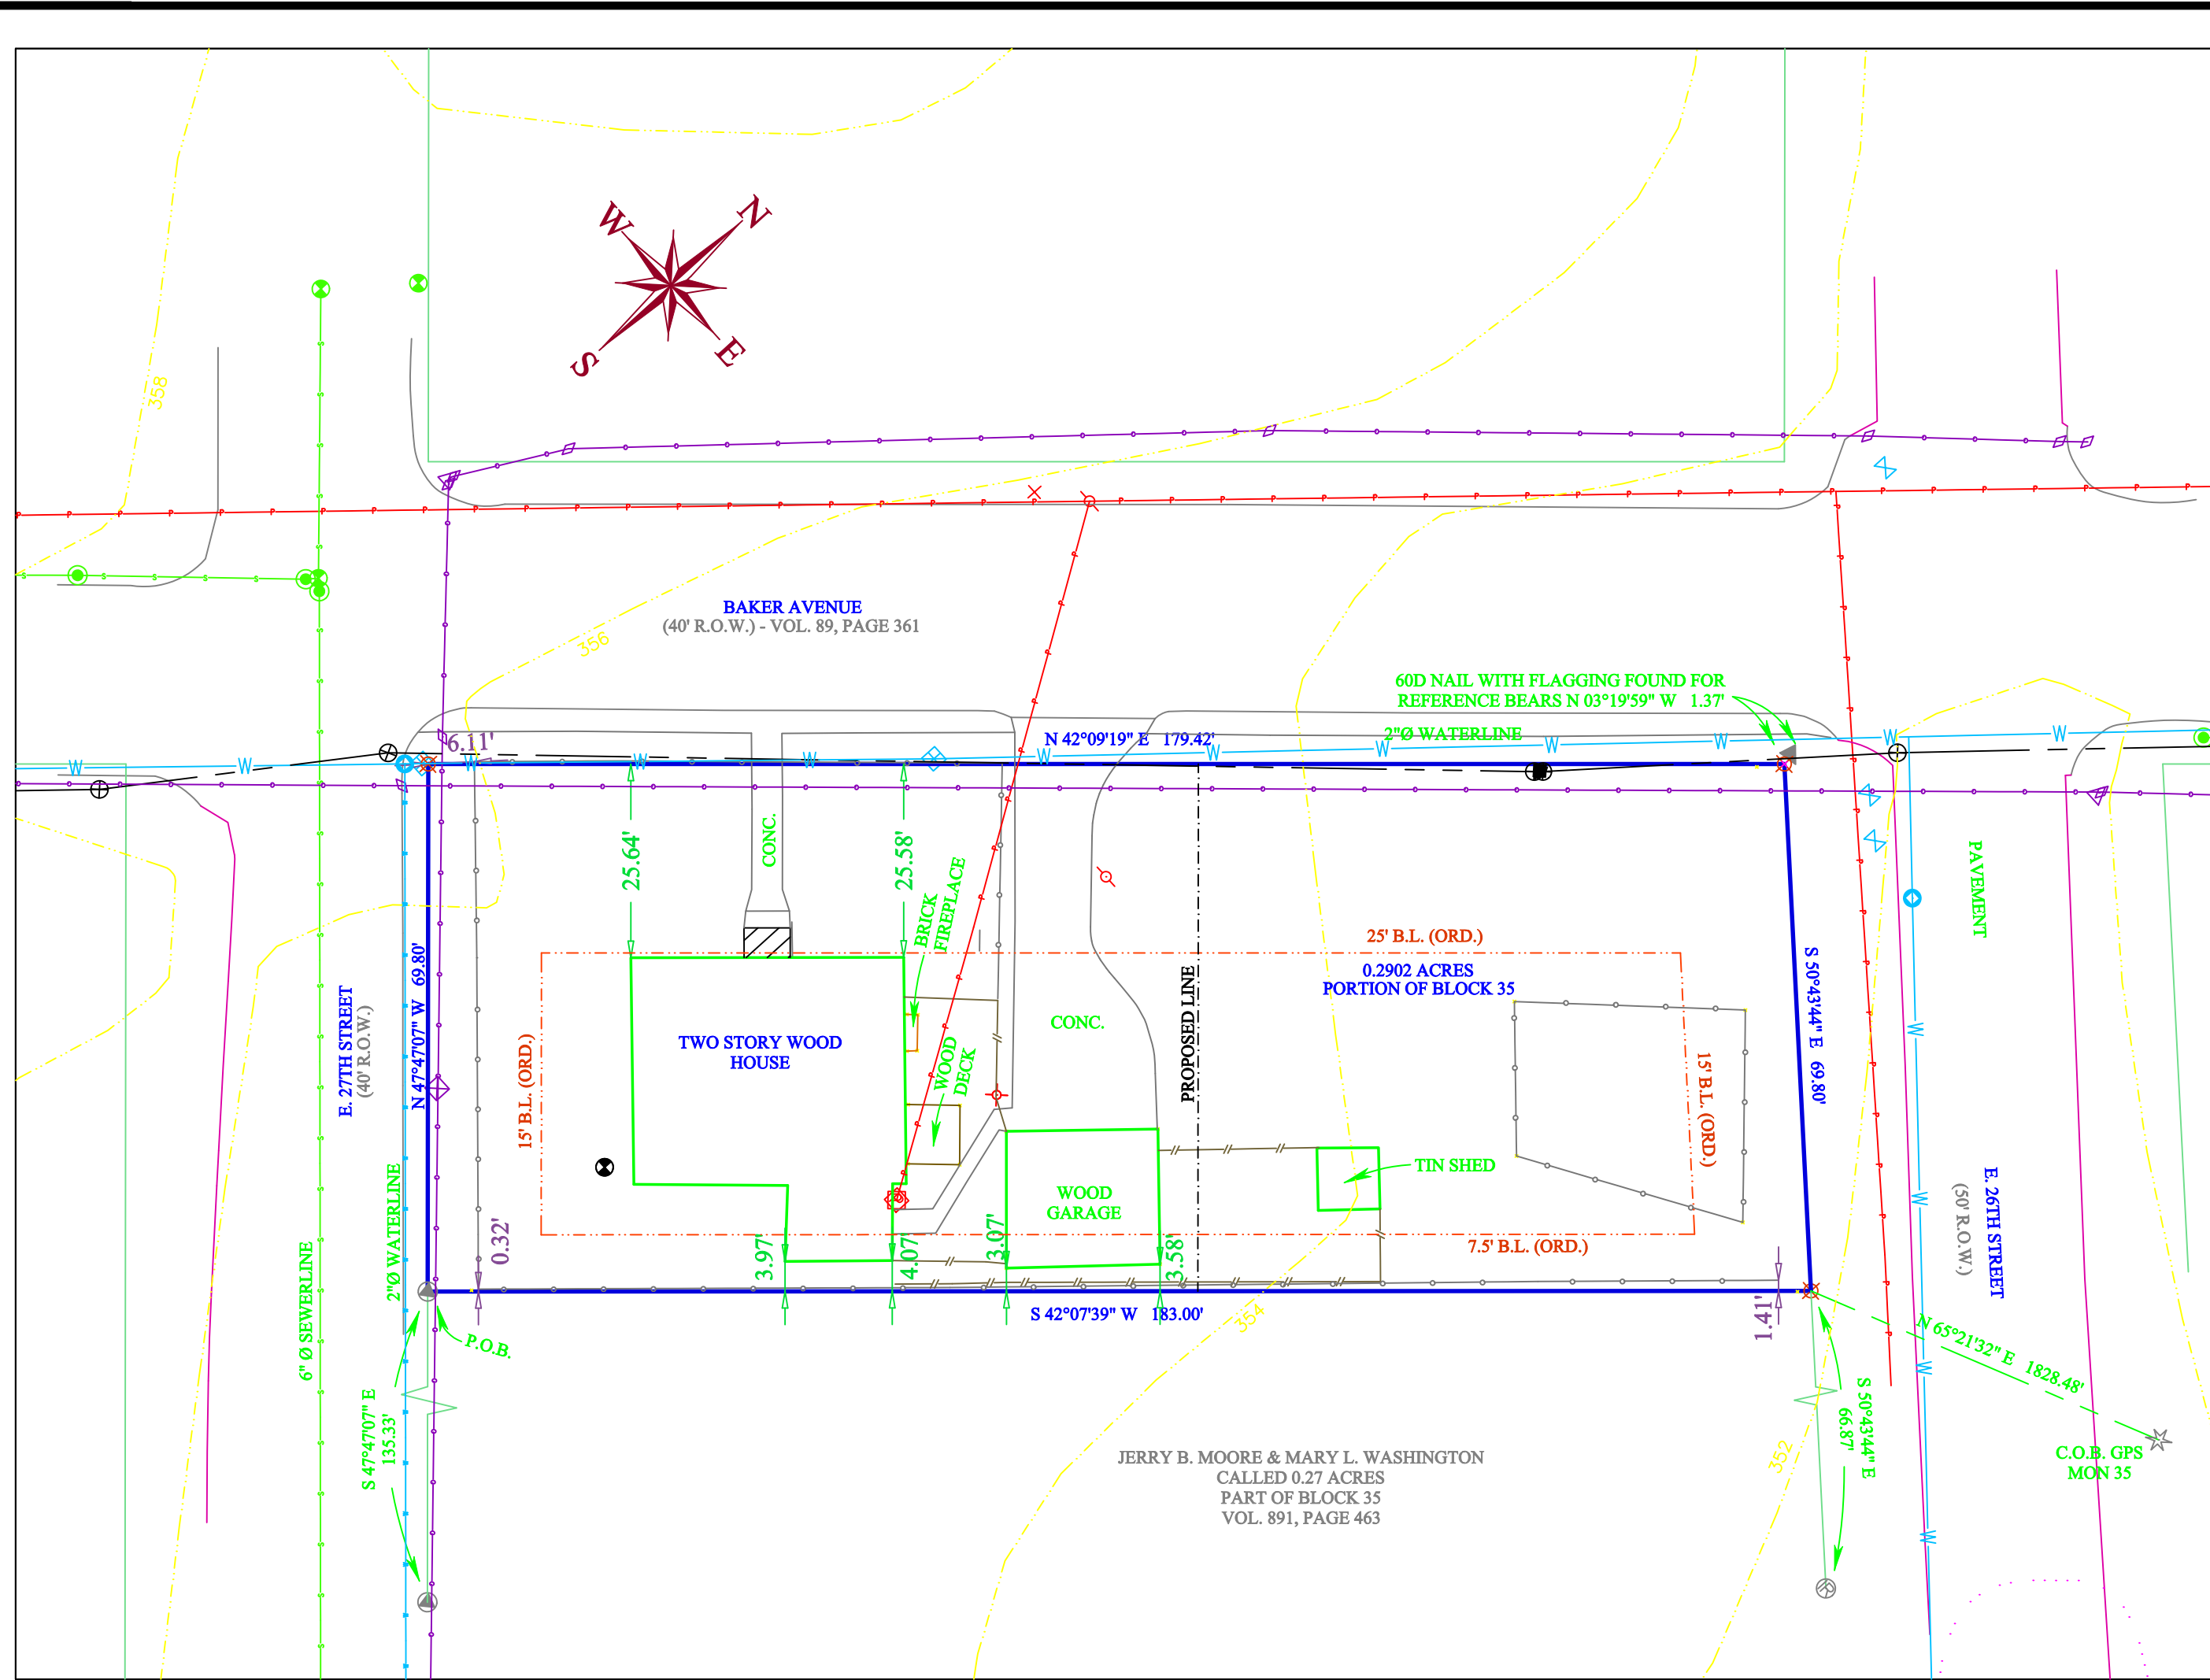 W
N
S
E
358
BAKER AVENUE
(40' R.O.W.) - VOL. 89, PAGE 361
356
60D NAIL WITH FLAGGING FOUND FOR
REFERENCE BEARS N 03°19'59" W 1.37'
2"Ø WATERLINE
6.11'
N 42°09'19" E 179.42'
W W W W W W W W W W W W
25.64'
CONC.
25.58'
BRICK
FIREPLACE
PAVEMENT
25' B.L. (ORD.)
0.2902 ACRES
PORTION OF BLOCK 35
PROPOSED LINE
S 50°43'44" E 69.80'
E. 27TH STREET
(40' R.O.W.)
N 47°47'07" W 69.80'
15' B.L. (ORD.)
TWO STORY WOOD
HOUSE
WOOD
DECK
CONC.
15' B.L. (ORD.)
TIN SHED
WOOD
GARAGE
2"Ø WATERLINE
6" Ø SEWERLINE
0.32'
3.97'
4.07'
3.07'
3.58'
7.5' B.L. (ORD.)
E. 26TH STREET
(50' R.O.W.)
W
W
W
W
S 42°07'39" W 183.00'
354
1.41'
P.O.B.
N 65°21'32" E 1828.48'
S 47°47'07" E
135.33'
S 50°43'44" E
66.87'
352
C.O.B. GPS
MON 35
JERRY B. MOORE & MARY L. WASHINGTON
CALLED 0.27 ACRES
PART OF BLOCK 35
VOL. 891, PAGE 463